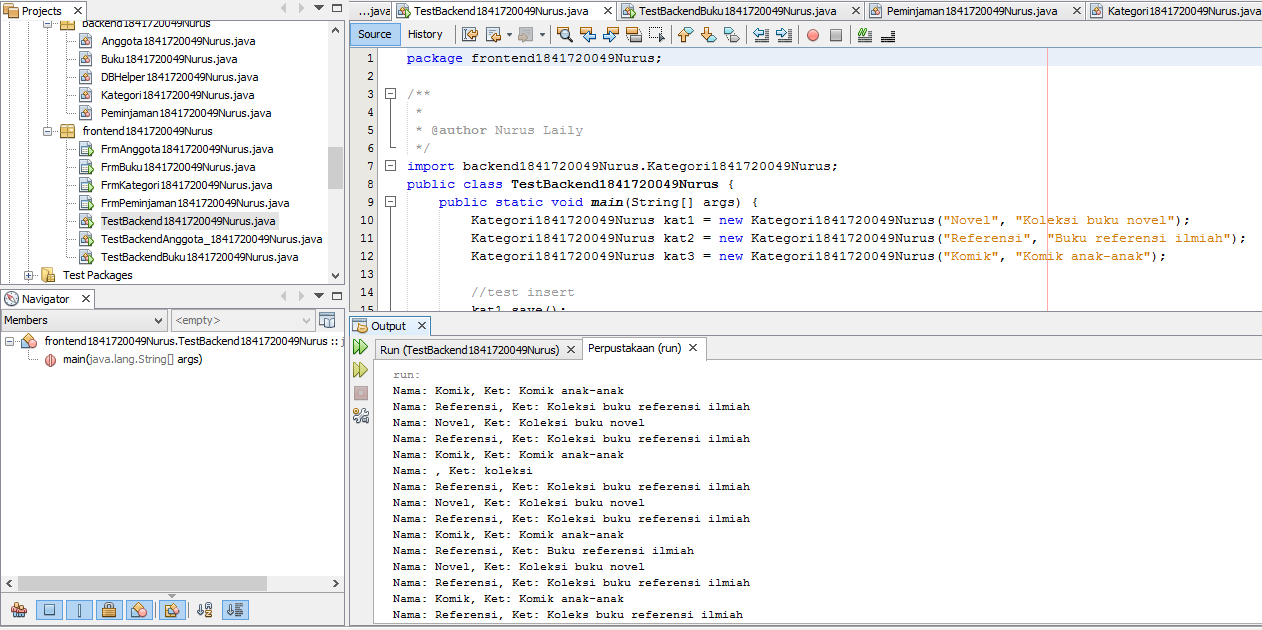 Projects
backend1841720049Nurus
Anggota1841720049Nurus.java
Buku1841720049Nurus.java
DBHelper1841720049Nurus.java
Kategori1841720049Nurus.java
Peminjaman1841720049Nurus.java
frontend1841720049Nurus
FrmAnggota1841720049Nurus.java
FrmBuku1841720049Nurus.java
FrmKategori1841720049Nurus.java
FrmPeminjaman1841720049Nurus.java
TestBackend1841720049Nurus.java
TestBackendAnggota_1841720049Nurus.java
TestBackendBuku1841720049Nurus.java
Test Packages
Navigator
Members <empty>
frontend1841720049Nurus.TestBackend1841720049Nurus :: j
main(java.lang.String[] args)
...java TestBackend1841720049Nurus.java TestBackendBuku1841720049Nurus.java Peminjaman1841720049Nurus.java Kategori1841720049Nurus.java
Source History
1 package frontend1841720049Nurus;
2
3 /**
4 *
5 * @author Nurus Laily
6 */
7 import backend1841720049Nurus.Kategori1841720049Nurus;
8 public class TestBackend1841720049Nurus {
9 public static void main(String[] args) {
10 Kategori1841720049Nurus kat1 = new Kategori1841720049Nurus("Novel", "Koleksi buku novel");
11 Kategori1841720049Nurus kat2 = new Kategori1841720049Nurus("Referensi", "Buku referensi ilmiah");
12 Kategori1841720049Nurus kat3 = new Kategori1841720049Nurus("Komik", "Komik anak-anak");
13
14 //test insert
15 kat1.save();
Output
Run (TestBackend1841720049Nurus) Perpustakaan (run)
run:
Nama: Komik, Ket: Komik anak-anak
Nama: Referensi, Ket: Koleksi buku referensi ilmiah
Nama: Novel, Ket: Koleksi buku novel
Nama: Referensi, Ket: Koleksi buku referensi ilmiah
Nama: Komik, Ket: Komik anak-anak
Nama: , Ket: koleksi
Nama: Referensi, Ket: Koleksi buku referensi ilmiah
Nama: Novel, Ket: Koleksi buku novel
Nama: Referensi, Ket: Koleksi buku referensi ilmiah
Nama: Komik, Ket: Komik anak-anak
Nama: Referensi, Ket: Buku referensi ilmiah
Nama: Novel, Ket: Koleksi buku novel
Nama: Referensi, Ket: Koleksi buku referensi ilmiah
Nama: Komik, Ket: Komik anak-anak
Nama: Referensi, Ket: Koleks buku referensi ilmiah